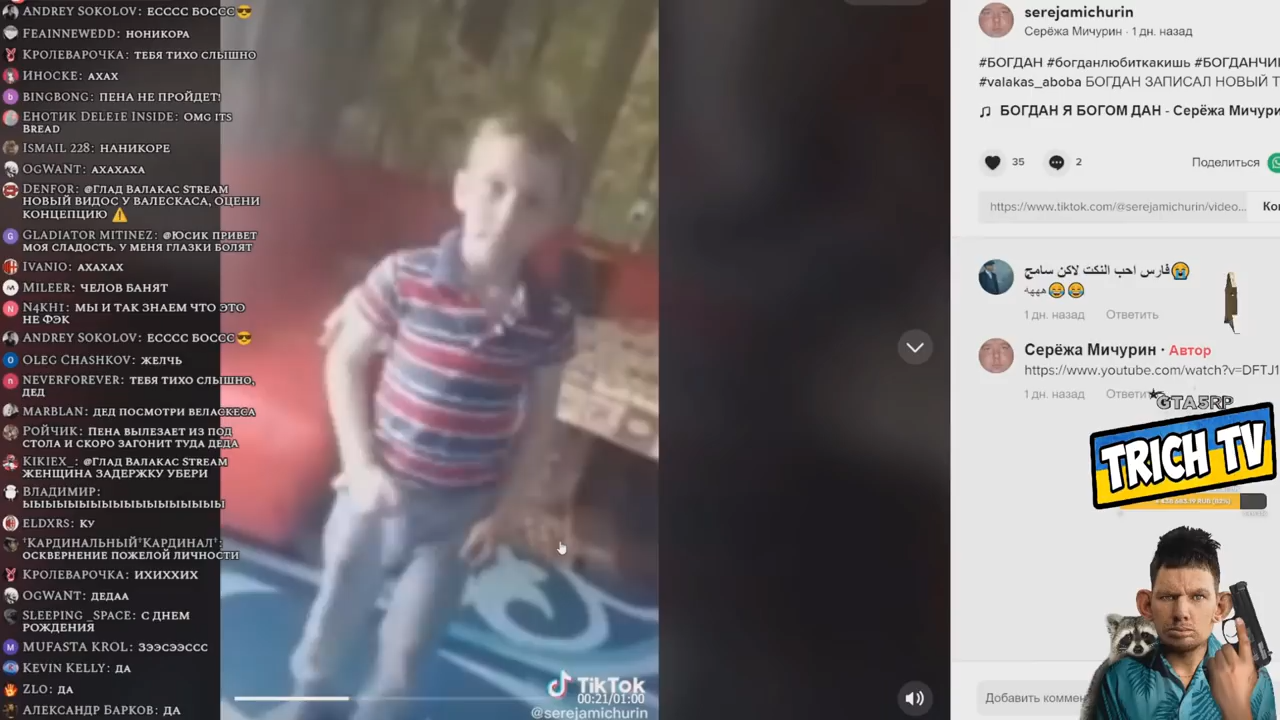 ANDREY SOKOLOV: ЕСССС БОССС😎
FEAINNEWEDD: НОНИКОРА
КРОЛЕВАРОЧКА: ТЕБЯ ТИХО СЛЫШНО
ИНОСКЕ: АХАХ
BINGBONG: ПЕНА НЕ ПРОЙДЕТ!
ЕНОТИК DELEIE INSIDE: OMG ITS
BREAD
ISMAIL 228: НАНИКОРЕ
OGWANT: АХАХАХА
DENFOR: @ГЛАД ВАЛАКАС STREAM
НОВЫЙ ВИДОС У ВАЛЕСКАСА, ОЦЕНИ
КОНЦЕПЦИЮ ⚠️
GLADIATOR MITINEZ: @ЮСИК ПРИВЕТ
МОЯ СЛАДОСТЬ. У МЕНЯ ГЛАЗКИ БОЛЯТ
IVANIO: АХАХАХ
MILEER: ЧЕЛОВ БАНЯТ
N4KHI: МЫ И ТАК ЗНАЕМ ЧТО ЭТО
НЕ ФЭК
ANDREY SOKOLOV: ЕСССС БОССС😎
OLEG CHASHKOV: ЖЕЛЧЬ
NEVERFOREVER: ТЕБЯ ТИХО СЛЫШНО,
ДЕД
MARBLAN: ДЕД ПОСМОТРИ ВЕЛАСКЕСА
РОЙЧИК: ПЕНА ВЫЛЕЗАЕТ ИЗ ПОД
СТОЛА И СКОРО ЗАГОНИТ ТУДА ДЕДА
KIKIEX_: @ГЛАД ВАЛАКАС STREAM
ЖЕНЩИНА ЗАДЕРЖКУ УБЕРИ
ВЛАДИМИР:
ЫЫЫЫЫЫЫЫЫЫЫЫЫЫЫЫЫЫ
ELDXRS: КУ
*КАРДИНАЛЬНЫЙ*КАРДИНАЛ*:
ОСКВЕРНЕНИЕ ПОЖЕЛОЙ ЛИЧНОСТИ
КРОЛЕВАРОЧКА: ИХИХХИХ
OGWANT: ДЕДАА
SLEEPING _SPACE: С ДНЕМ
РОЖДЕНИЯ
MUFASTA KROL: ЗЭЭСЭЭССС
KEVIN KELLY: ДА
ZLO: ДА
АЛЕКСАНДР БАРКОВ: ДА
TikTok
00:21/01:00
@serejamichurin
serejamichurin
Серёжа Мичурин · 1 дн. назад
#БОГДАН #богданлюбиткакишь #БОГДАНЧИ
#valakas_aboba БОГДАН ЗАПИСАЛ НОВЫЙ Т
БОГДАН Я БОГОМ ДАН - Серёжа Мичури
35
2
Поделиться
https://www.tiktok.com/@serejamichurin/video...
Ко
فارس احب النكت لاكن سامج😭
هههه😂😂
1 дн. назад Ответить
Серёжа Мичурин · Автор
https://www.youtube.com/watch?v=DFTJ1
1 дн. назад Ответить
GTA5RP
TRICH TV
Добавить коммен